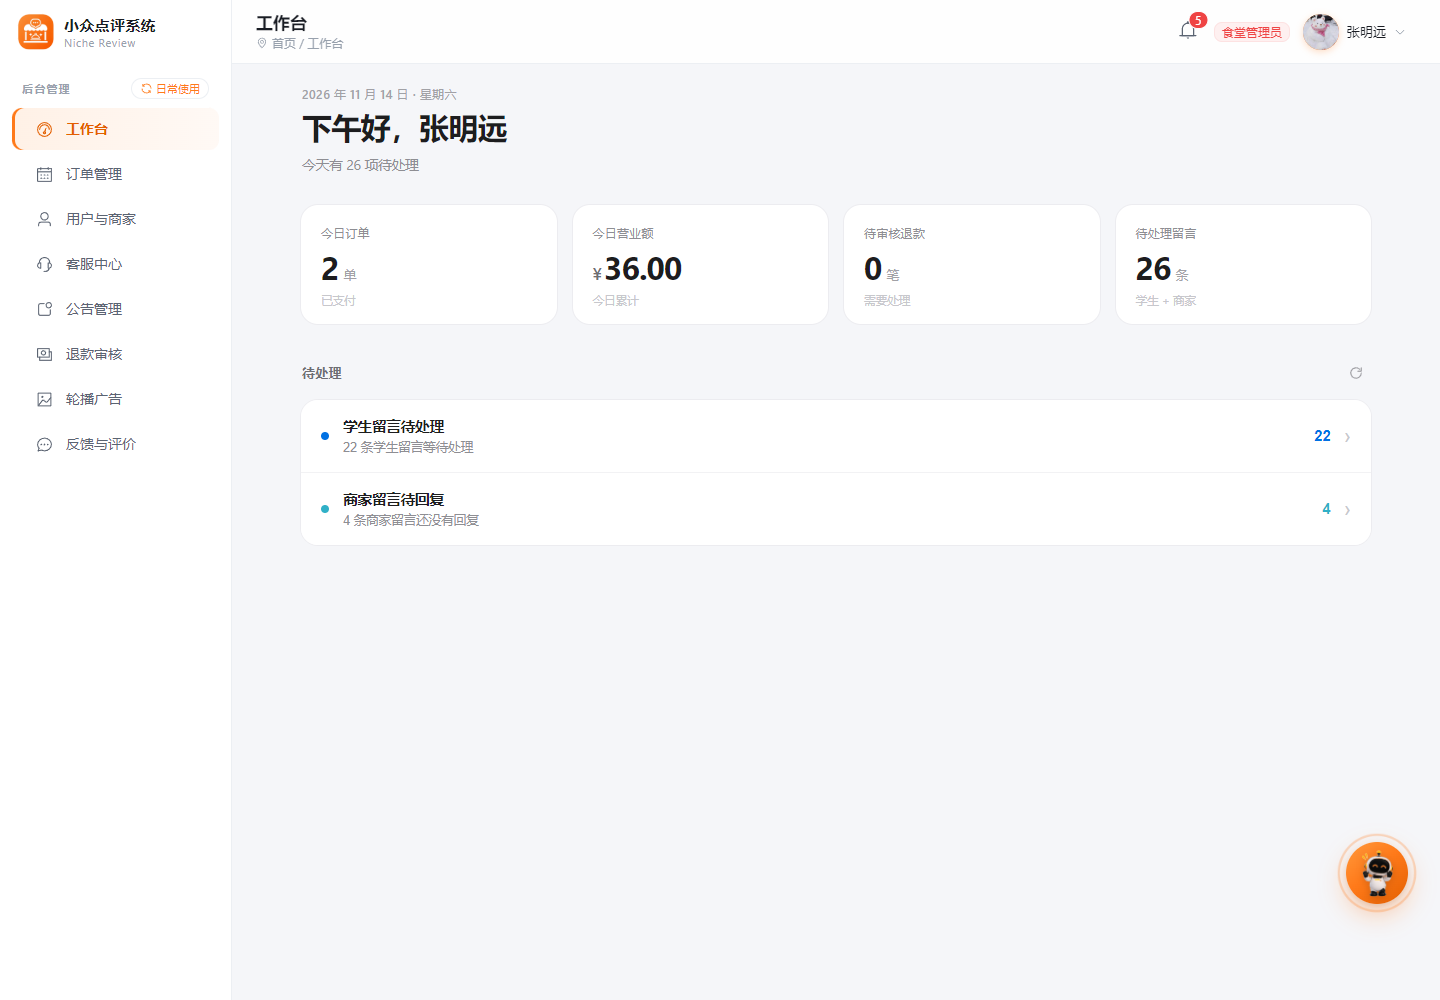 小众点评系统
Niche Review
后台管理
日常使用
工作台
订单管理
用户与商家
客服中心
公告管理
退款审核
轮播广告
反馈与评价
工作台
首页 / 工作台
5
食堂管理员
张明远
2026 年 11 月 14 日 · 星期六
下午好，张明远
今天有 26 项待处理
今日订单
2 单
已支付
今日营业额
¥36.00
今日累计
待审核退款
0 笔
需要处理
待处理留言
26 条
学生 + 商家
待处理
学生留言待处理
22 条学生留言等待处理
22
商家留言待回复
4 条商家留言还没有回复
4